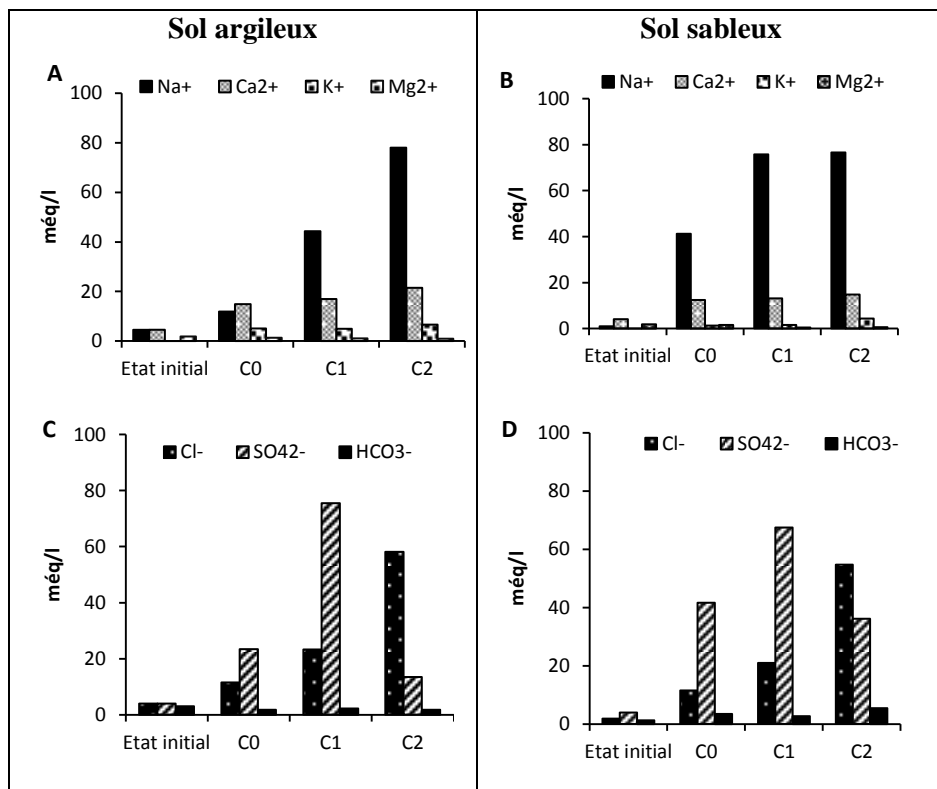 Sol argileux
Sol sableux
A
Na+ Ca2+ K+ Mg2+
100
80
60
40
20
0
méq/l
Etat initial C0 C1 C2
B
Na+ Ca2+ K+ Mg2+
100
80
60
40
20
0
méq/l
Etat initial C0 C1 C2
C
Cl- SO42- HCO3-
100
80
60
40
20
0
méq/l
Etat initial C0 C1 C2
D
Cl- SO42- HCO3-
100
80
60
40
20
0
méq/l
Etat initial C0 C1 C2